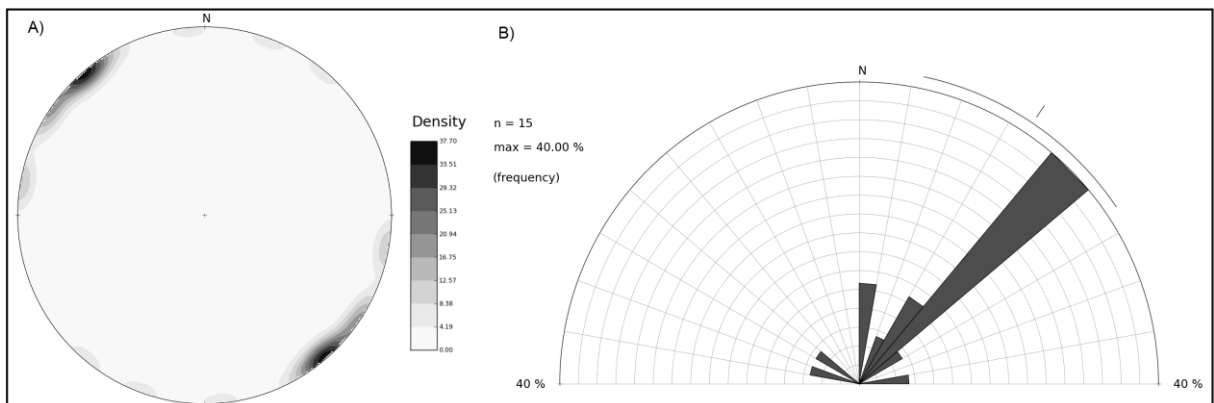 A)
N
Density
37.70
33.51
29.32
25.13
20.94
16.75
12.57
8.38
4.19
0.00
B)
n = 15
max = 40.00 %
(frequency)
N
40 %
40 %